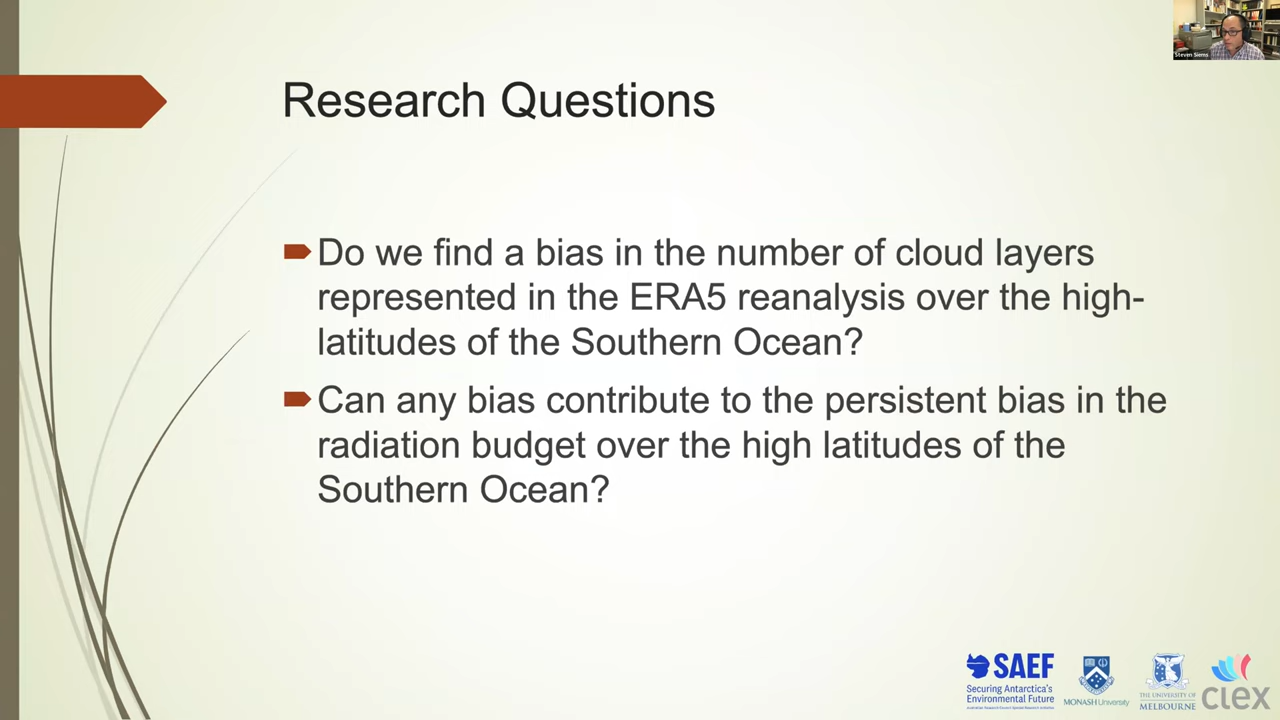 Steven Siems
Research Questions
Do we find a bias in the number of cloud layers
represented in the ERA5 reanalysis over the high-
latitudes of the Southern Ocean?
Can any bias contribute to the persistent bias in the
radiation budget over the high latitudes of the
Southern Ocean?
SAEF
Securing Antarctica's
Environmental Future
MONASH University
THE UNIVERSITY OF
MELBOURNE
clex